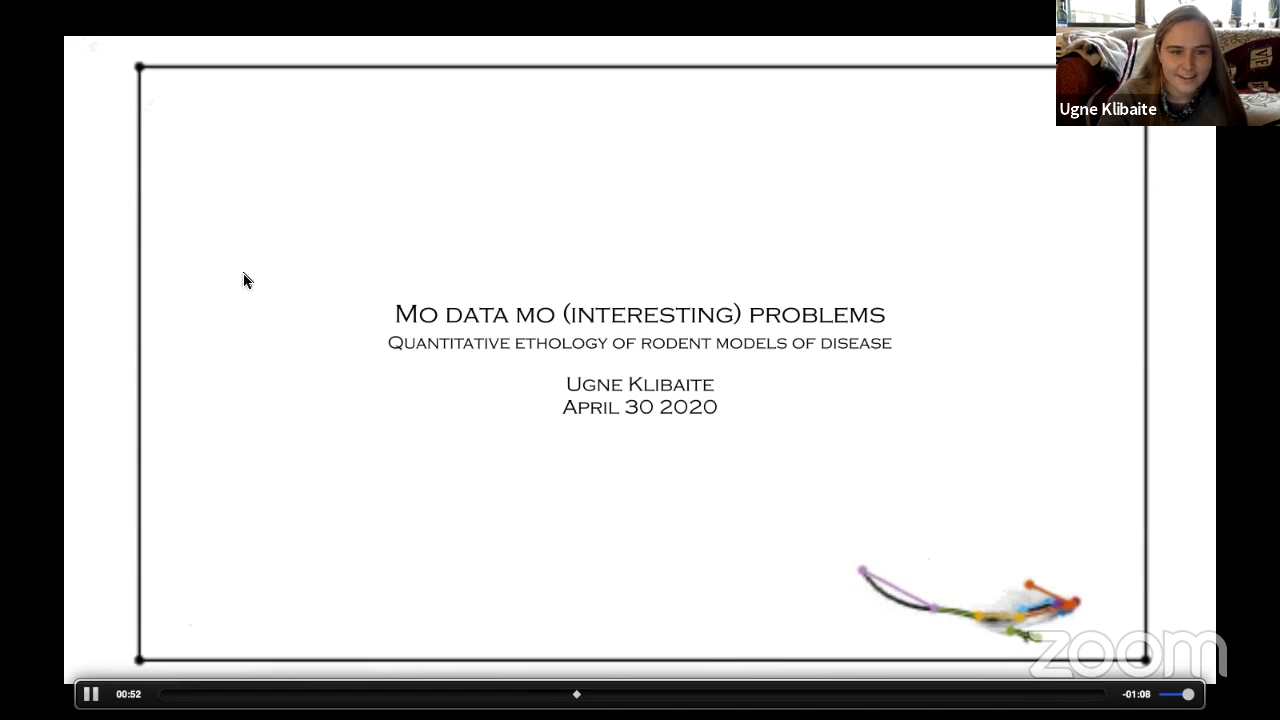 Ugne Klibaite
MO DATA MO (INTERESTING) PROBLEMS
QUANTITATIVE ETHOLOGY OF RODENT MODELS OF DISEASE
UGNE KLIBAITE
APRIL 30 2020
zoom
00:52
-01:08